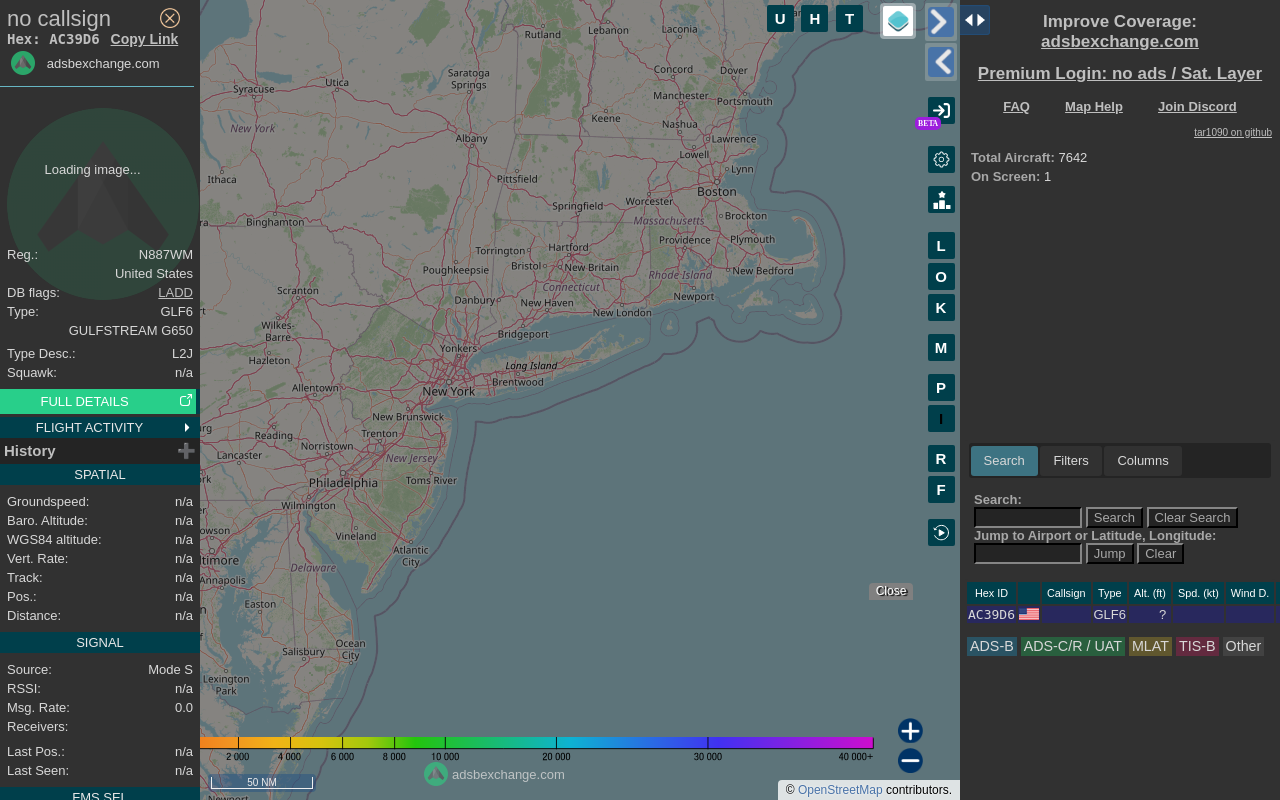 no callsign
Hex: AC39D6 Copy Link
adsbexchange.com
Loading image...
Reg.: N887WM
United States
DB flags: LADD
Type: GLF6
GULFSTREAM G650
Type Desc.: L2J
Squawk: n/a
FULL DETAILS
FLIGHT ACTIVITY
History
SPATIAL
Groundspeed: n/a
Baro. Altitude: n/a
WGS84 altitude: n/a
Vert. Rate: n/a
Track: n/a
Pos.: n/a
Distance: n/a
SIGNAL
Source: Mode S
RSSI: n/a
Msg. Rate: 0.0
Receivers:
Last Pos.: n/a
Last Seen: n/a
FMS SEL
Rutland
Lebanon
Laconia
Concord
Dover
Saratoga
Springs
Utica
Syracuse
Manchester
Portsmouth
Keene
Nashua
New York
Albany
Lawrence
Lowell
Lynn
Ithaca
Pittsfield
Boston
Worcester
Springfield
Brockton
Binghamton
Massachusetts
Torrington
Hartford
Providence
Plymouth
Bristol
New Britain
Poughkeepsie
Rhode Island
New Bedford
Connecticut
Scranton
Danbury
New Haven
Newport
New London
Wilkes-
Barre
Bridgeport
Yonkers
Hazleton
Long Island
Brentwood
Allentown
New York
New Brunswick
Reading
Trenton
Norristown
Lancaster
New Jersey
Philadelphia
Toms River
Wilmington
Vineland
Atlantic
City
Delaware
Annapolis
Easton
Ocean
City
Salisbury
Lexington
Park
Newport
2 000 4 000 6 000 8 000 10 000 20 000 30 000 40 000+
50 NM
adsbexchange.com
© OpenStreetMap contributors.
Close
U H T
BETA
L
O
K
M
P
I
R
F
Improve Coverage:
adsbexchange.com
Premium Login: no ads / Sat. Layer
FAQ Map Help Join Discord
tar1090 on github
Total Aircraft: 7642
On Screen: 1
Search Filters Columns
Search:
Search Clear Search
Jump to Airport or Latitude, Longitude:
Jump Clear
Hex ID Callsign Type Alt. (ft) Spd. (kt) Wind D.
AC39D6 GLF6 ?
ADS-B ADS-C/R / UAT MLAT TIS-B Other